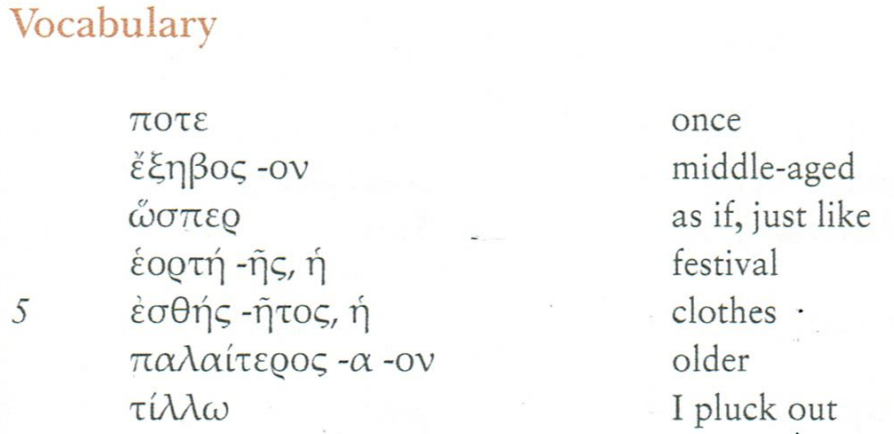 Vocabulary
ποτε once
ἔξηβος -ον middle-aged
ὥσπερ as if, just like
ἑορτή -ῆς, ἡ festival
5 ἐσθής -ῆτος, ἡ clothes
παλαίτερος -α -ον older
τίλλω I pluck out